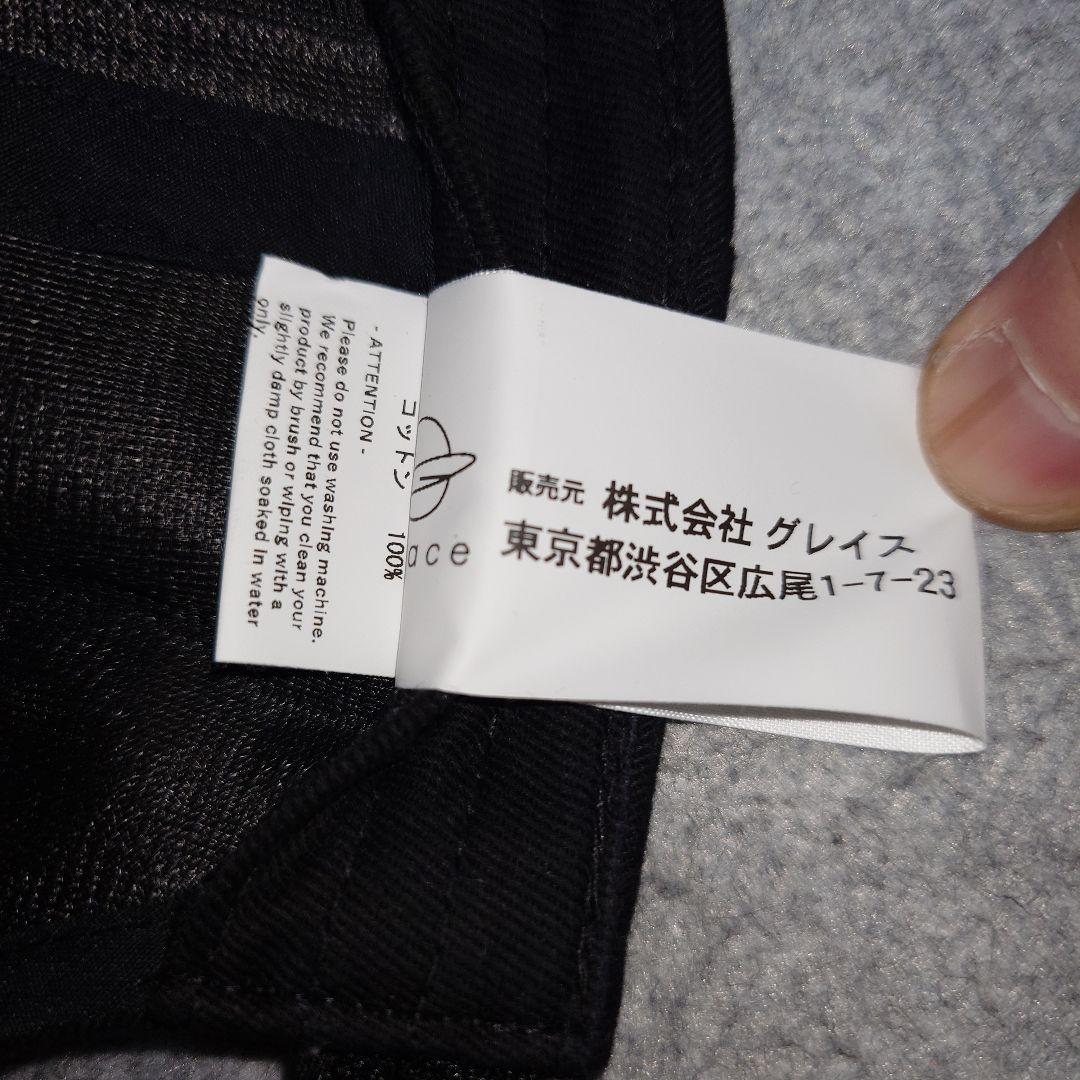 販売元 株式会社 グレイス
東京都渋谷区広尾1-7-23
ace
コットン 100%
- ATTENTION -
Please do not use washing machine.
We recommend that you clean your
product by brush or wiping with a
slightly damp cloth soaked in water
only.